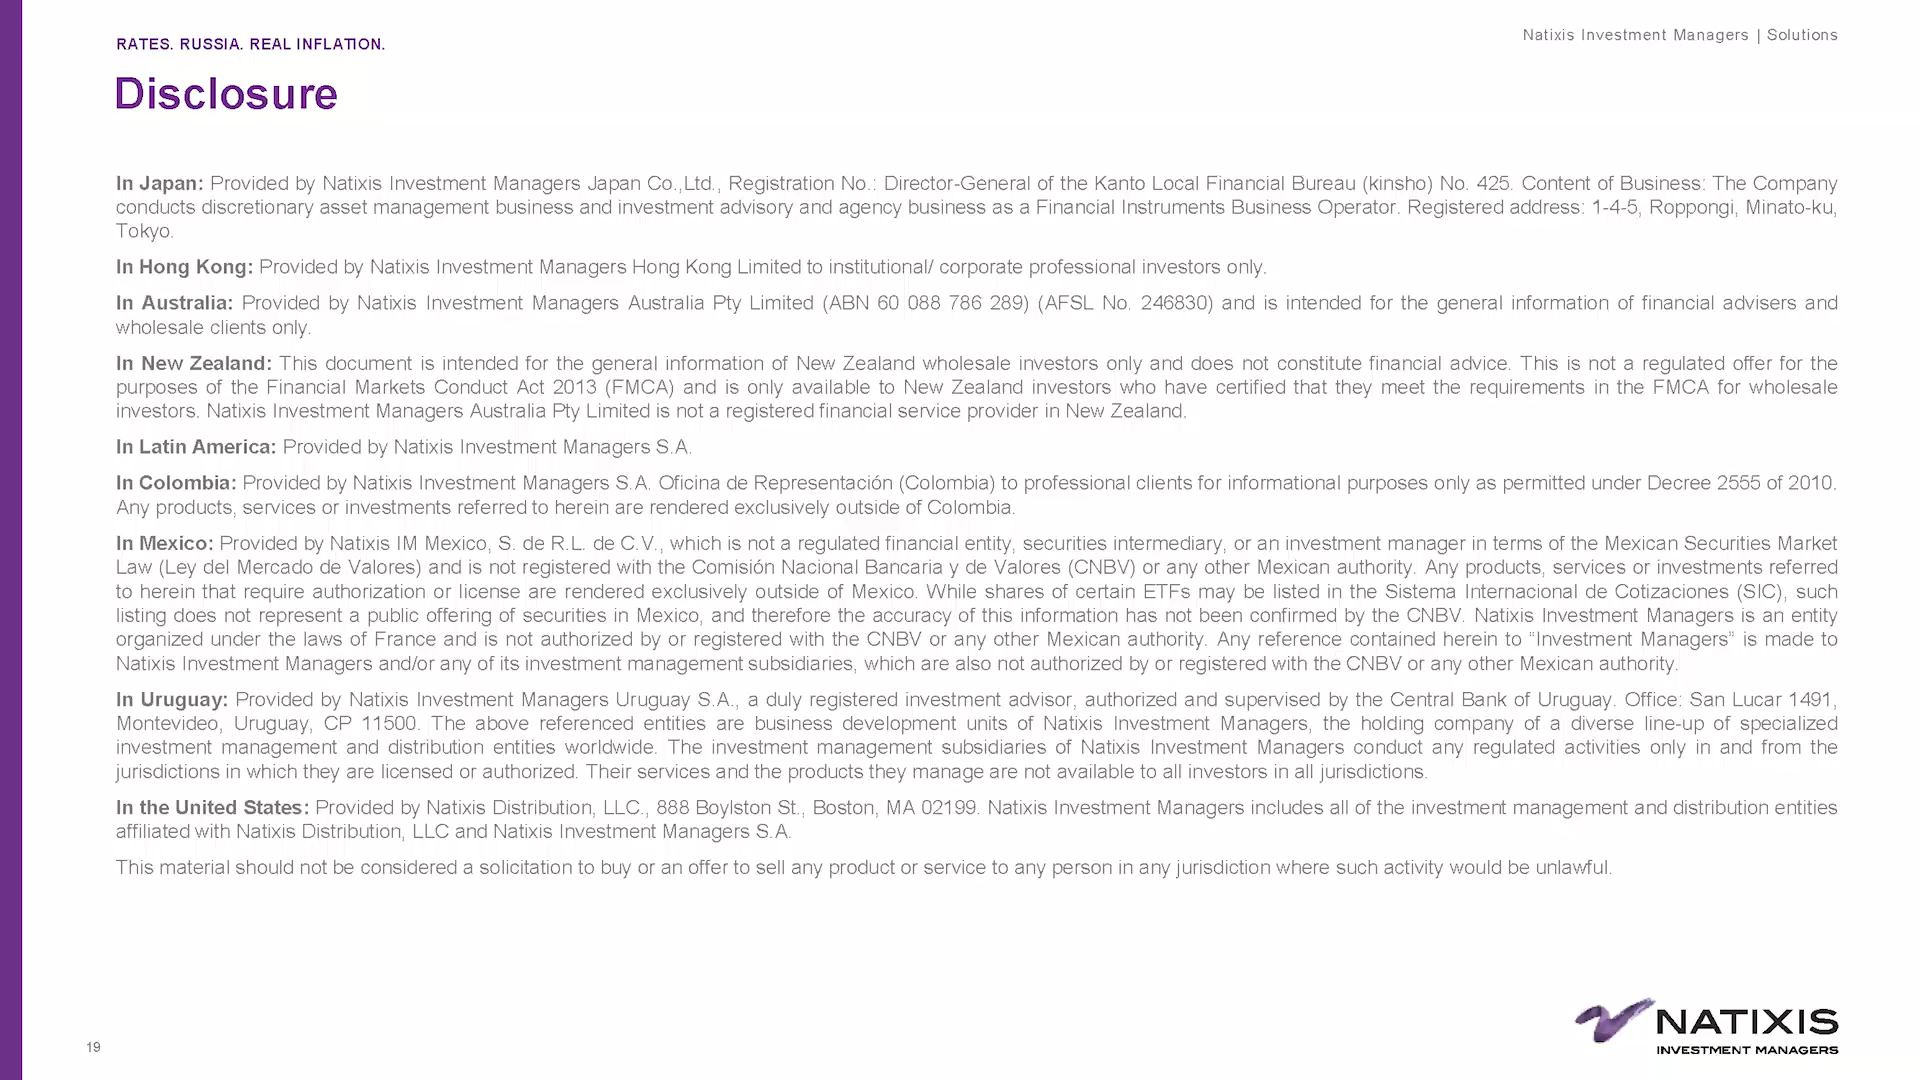 RATES. RUSSIA. REAL INFLATION.
Natixis Investment Managers | Solutions
Disclosure
In Japan: Provided by Natixis Investment Managers Japan Co.,Ltd., Registration No.: Director-General of the Kanto Local Financial Bureau (kinsho) No. 425. Content of Business: The Company
conducts discretionary asset management business and investment advisory and agency business as a Financial Instruments Business Operator. Registered address: 1-4-5, Roppongi, Minato-ku,
Tokyo.
In Hong Kong: Provided by Natixis Investment Managers Hong Kong Limited to institutional/ corporate professional investors only.
In Australia: Provided by Natixis Investment Managers Australia Pty Limited (ABN 60 088 786 289) (AFSL No. 246830) and is intended for the general information of financial advisers and
wholesale clients only.
In New Zealand: This document is intended for the general information of New Zealand wholesale investors only and does not constitute financial advice. This is not a regulated offer for the
purposes of the Financial Markets Conduct Act 2013 (FMCA) and is only available to New Zealand investors who have certified that they meet the requirements in the FMCA for wholesale
investors. Natixis Investment Managers Australia Pty Limited is not a registered financial service provider in New Zealand.
In Latin America: Provided by Natixis Investment Managers S.A.
In Colombia: Provided by Natixis Investment Managers S.A. Oficina de Representación (Colombia) to professional clients for informational purposes only as permitted under Decree 2555 of 2010.
Any products, services or investments referred to herein are rendered exclusively outside of Colombia.
In Mexico: Provided by Natixis IM Mexico, S. de R.L. de C.V., which is not a regulated financial entity, securities intermediary, or an investment manager in terms of the Mexican Securities Market
Law (Ley del Mercado de Valores) and is not registered with the Comisión Nacional Bancaria y de Valores (CNBV) or any other Mexican authority. Any products, services or investments referred
to herein that require authorization or license are rendered exclusively outside of Mexico. While shares of certain ETFs may be listed in the Sistema Internacional de Cotizaciones (SIC), such
listing does not represent a public offering of securities in Mexico, and therefore the accuracy of this information has not been confirmed by the CNBV. Natixis Investment Managers is an entity
organized under the laws of France and is not authorized by or registered with the CNBV or any other Mexican authority. Any reference contained herein to “Investment Managers” is made to
Natixis Investment Managers and/or any of its investment management subsidiaries, which are also not authorized by or registered with the CNBV or any other Mexican authority.
In Uruguay: Provided by Natixis Investment Managers Uruguay S.A., a duly registered investment advisor, authorized and supervised by the Central Bank of Uruguay. Office: San Lucar 1491,
Montevideo, Uruguay, CP 11500. The above referenced entities are business development units of Natixis Investment Managers, the holding company of a diverse line-up of specialized
investment management and distribution entities worldwide. The investment management subsidiaries of Natixis Investment Managers conduct any regulated activities only in and from the
jurisdictions in which they are licensed or authorized. Their services and the products they manage are not available to all investors in all jurisdictions.
In the United States: Provided by Natixis Distribution, LLC., 888 Boylston St., Boston, MA 02199. Natixis Investment Managers includes all of the investment management and distribution entities
affiliated with Natixis Distribution, LLC and Natixis Investment Managers S.A.
This material should not be considered a solicitation to buy or an offer to sell any product or service to any person in any jurisdiction where such activity would be unlawful.
19
NATIXIS
INVESTMENT MANAGERS